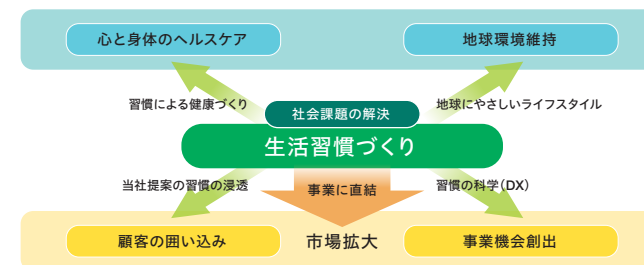 心と身体のヘルスケア
地球環境維持
習慣による健康づくり
社会課題の解決
地球にやさしいライフスタイル
生活習慣づくり
当社提案の習慣の浸透
事業に直結
習慣の科学(DX)
顧客の囲い込み
市場拡大
事業機会創出